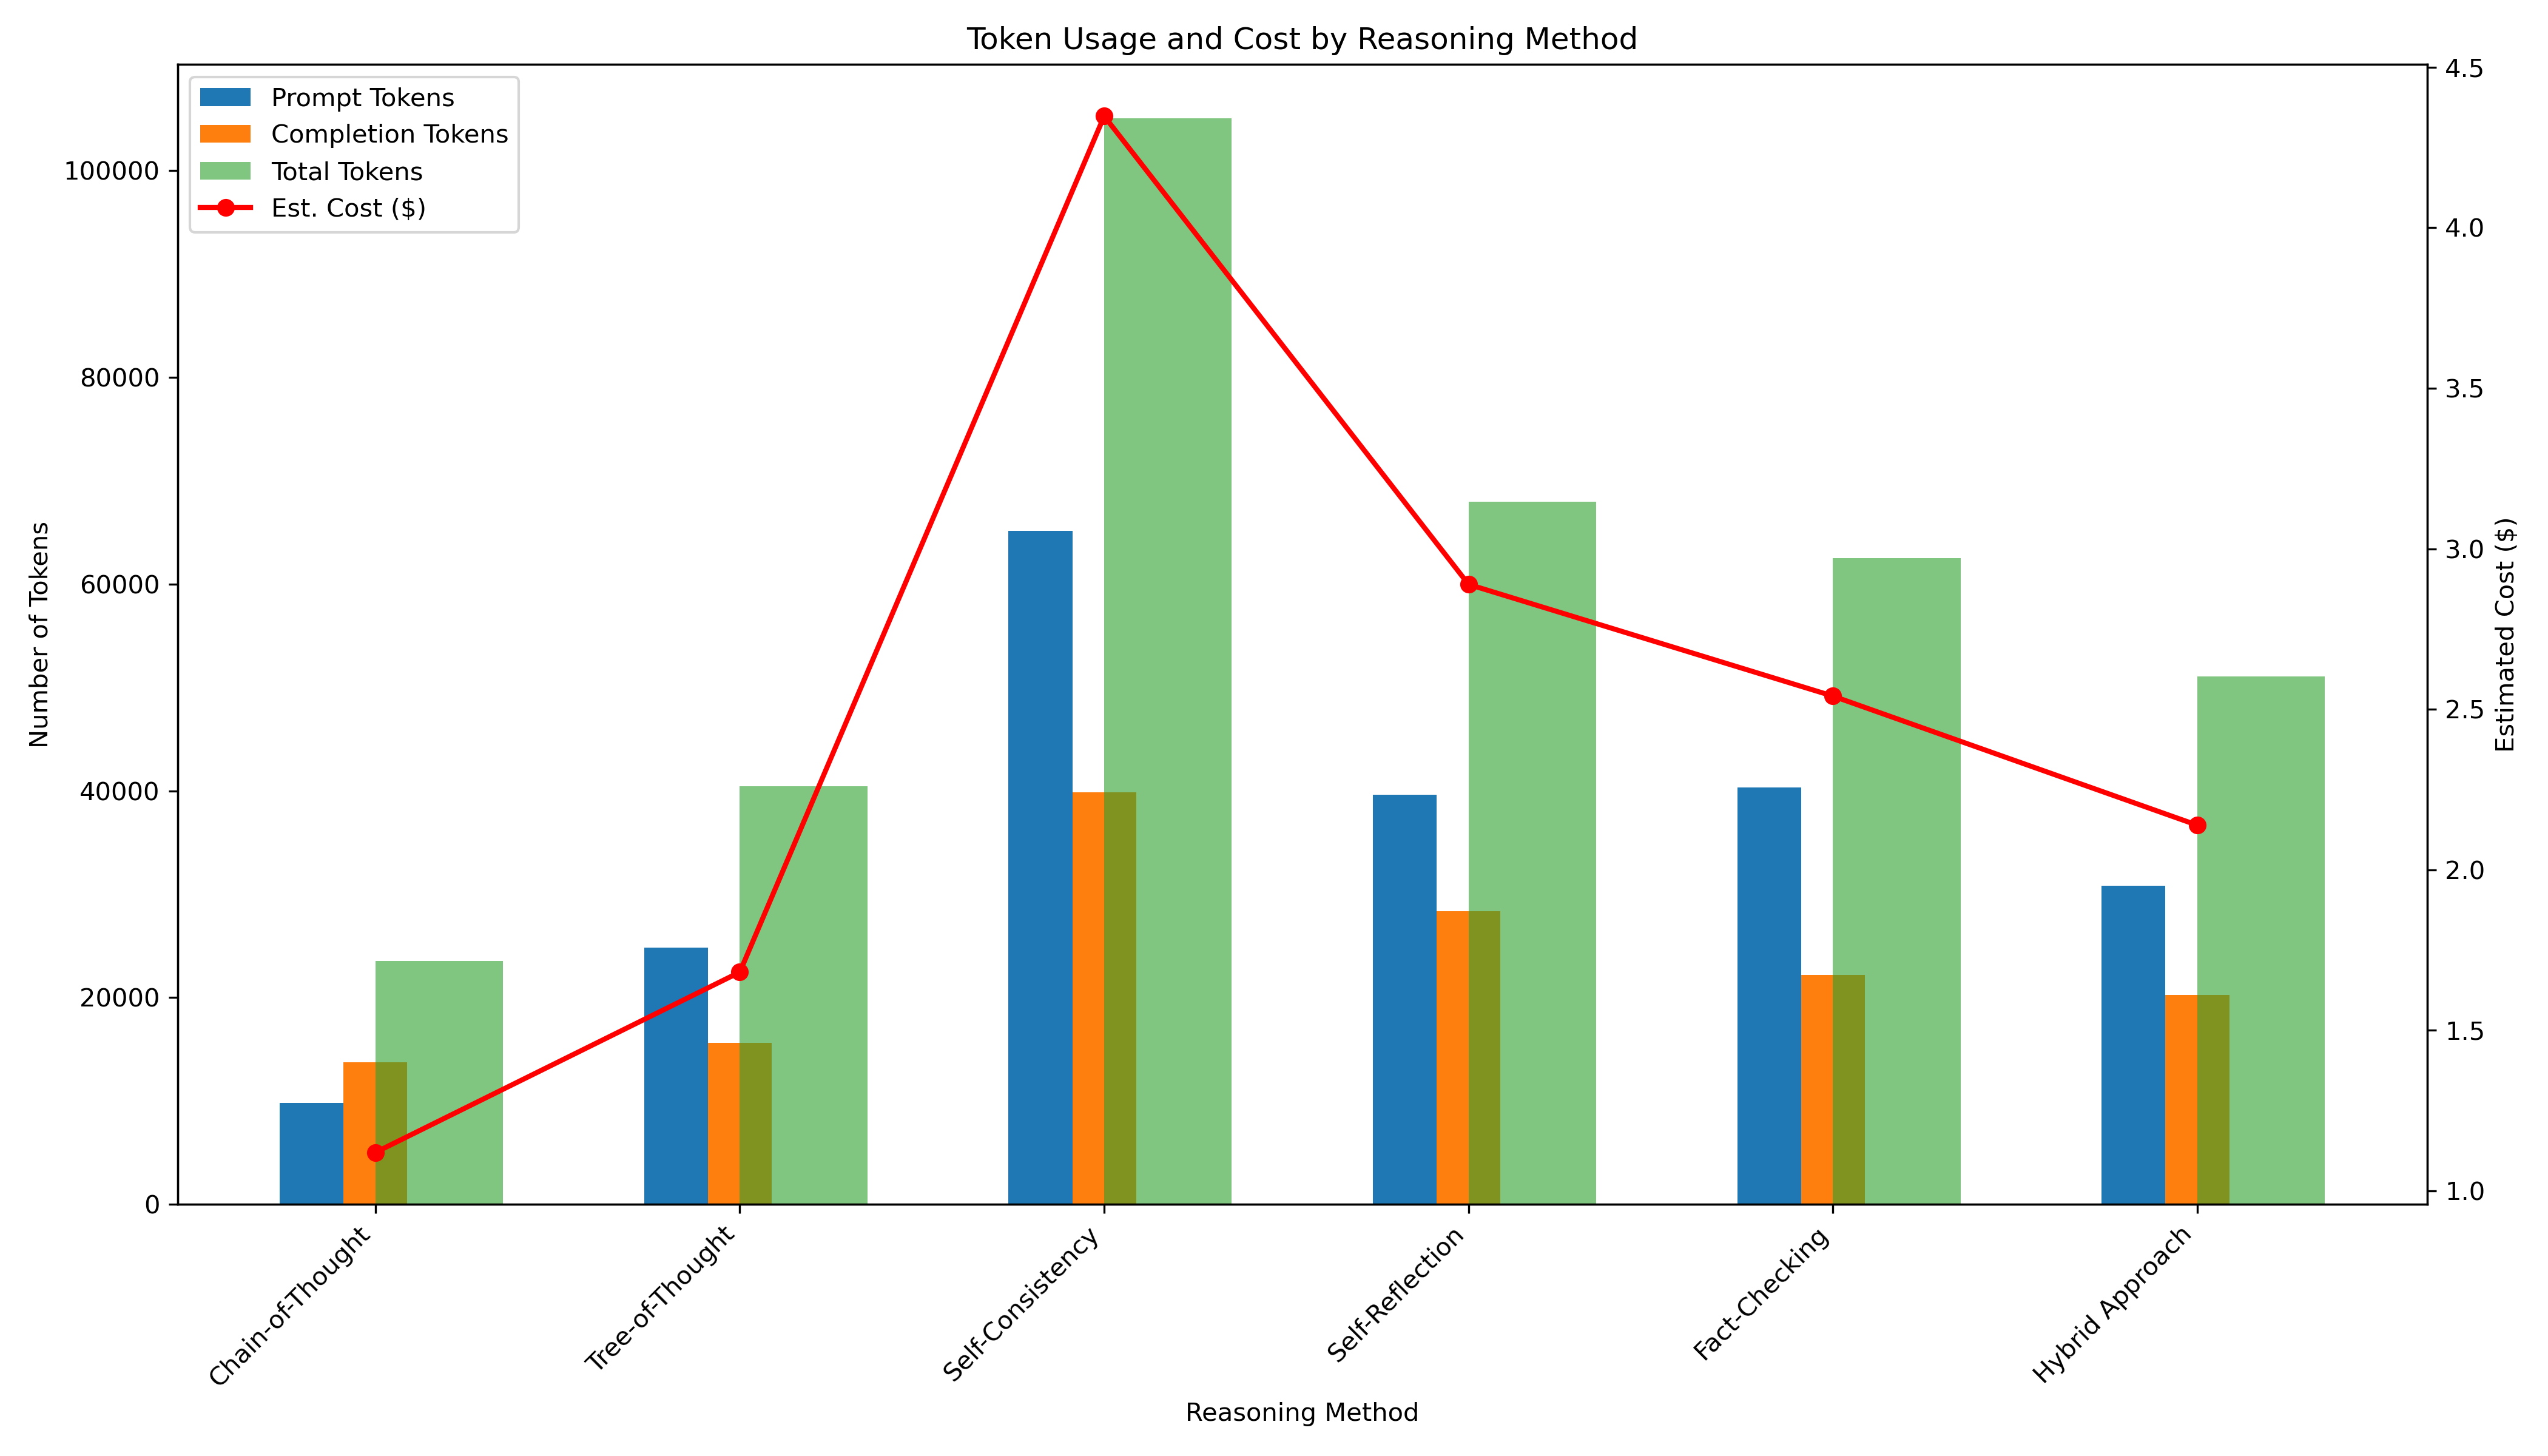 Token Usage and Cost by Reasoning Method
Prompt Tokens
Completion Tokens
Total Tokens
Est. Cost ($)
100000
80000
60000
40000
20000
0
Number of Tokens
4.5
4.0
3.5
3.0
2.5
2.0
1.5
1.0
Estimated Cost ($)
Chain-of-Thought
Tree-of-Thought
Self-Consistency
Self-Reflection
Fact-Checking
Hybrid Approach
Reasoning Method